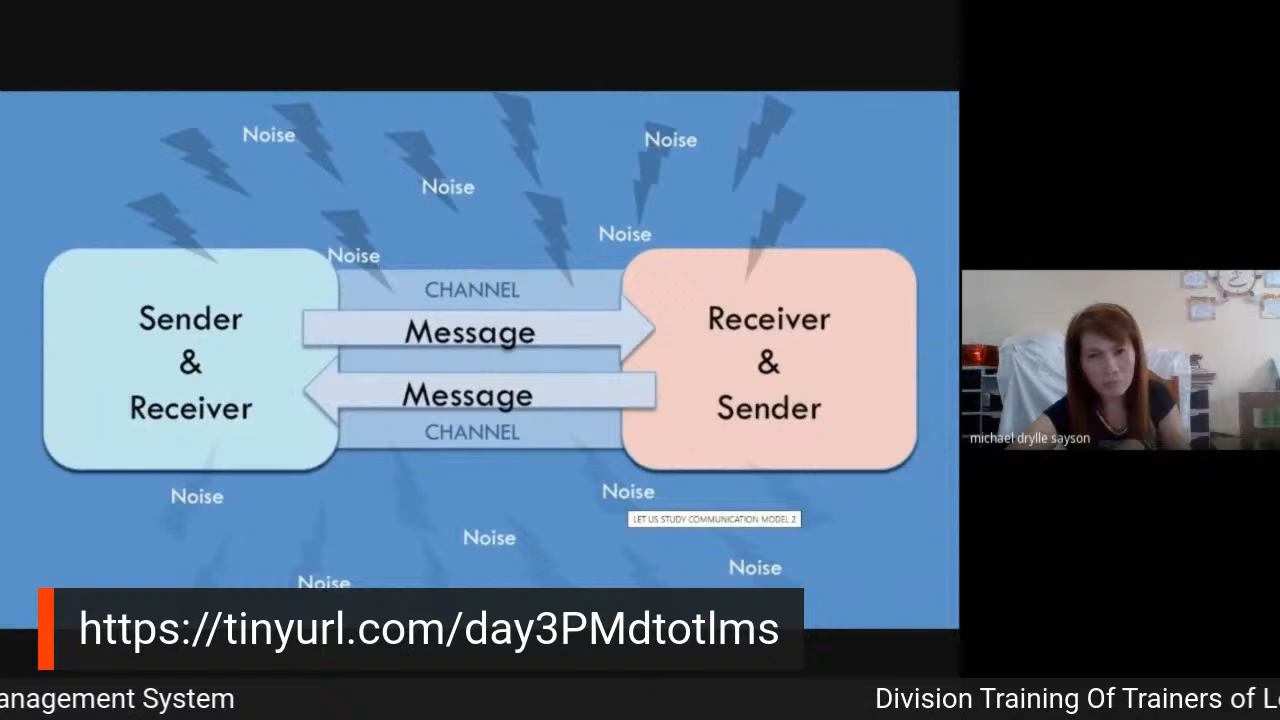 Noise
Noise
Noise
Noise
Noise
CHANNEL
Sender
&
Receiver
Message
Message
CHANNEL
Receiver
&
Sender
Noise
Noise
LET US STUDY COMMUNICATION MODEL 2
Noise
Noise
Noise
michael drylle sayson
https://tinyurl.com/day3PMdtotlms
anagement System
Division Training Of Trainers of L